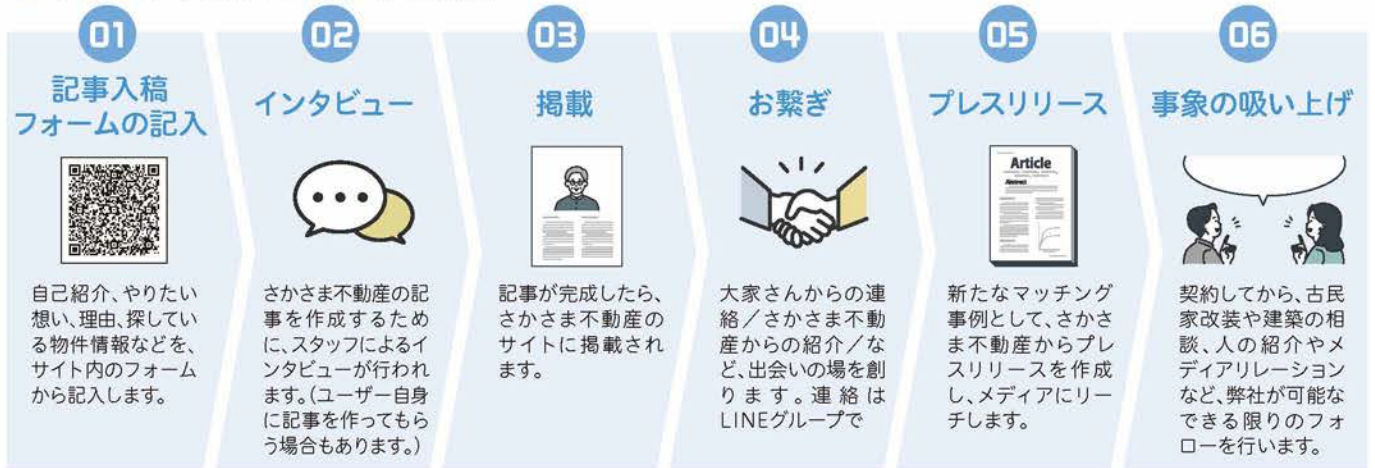 01
記事入稿
フォームの記入
自己紹介、やりたい
想い、理由、探してい
る物件情報などを、
サイト内のフォーム
から記入します。
02
インタビュー
さかさま不動産の記
事を作成するため
に、スタッフによるイ
ンタビューが行われ
ます。(ユーザー自身
に記事を作ってもら
う場合もあります。)
03
掲載
記事が完成したら、
さかさま不動産の
サイトに掲載され
ます。
04
お繋ぎ
大家さんからの連
絡／さかさま不動
産からの紹介／な
ど、出会いの場を創
ります。連絡は
LINEグループで
05
プレスリリース
Article
Abstract
新たなマッチング
事例として、さかさ
ま不動産からプレ
スリリースを作成
し、メディアにリー
チします。
06
事象の吸い上げ
契約してから、古民
家改装や建築の相
談、人の紹介やメ
ディアリレーション
など、弊社が可能な
できる限りのフォ
ローを行います。